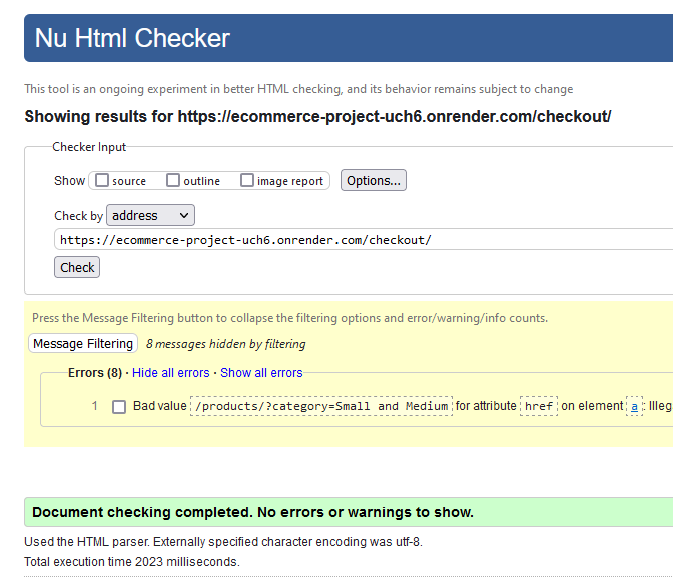 Nu Html Checker
This tool is an ongoing experiment in better HTML checking, and its behavior remains subject to change
Showing results for https://ecommerce-project-uch6.onrender.com/checkout/
Checker Input
Show source outline image report Options...
Check by address
https://ecommerce-project-uch6.onrender.com/checkout/
Check
Press the Message Filtering button to collapse the filtering options and error/warning/info counts.
Message Filtering 8 messages hidden by filtering
Errors (8) · Hide all errors · Show all errors
1 Bad value /products/?category=Small and Medium for attribute href on element a: Illeg
Document checking completed. No errors or warnings to show.
Used the HTML parser. Externally specified character encoding was utf-8.
Total execution time 2023 milliseconds.